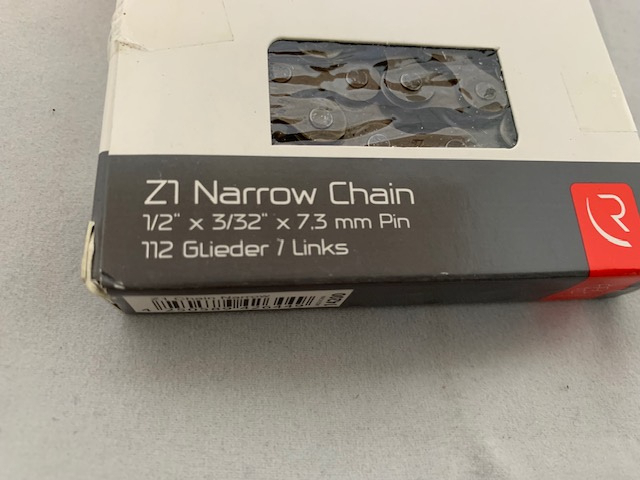 Z1 Narrow Chain
1/2" x 3/32" x 7,3 mm Pin
112 Glieder / Links